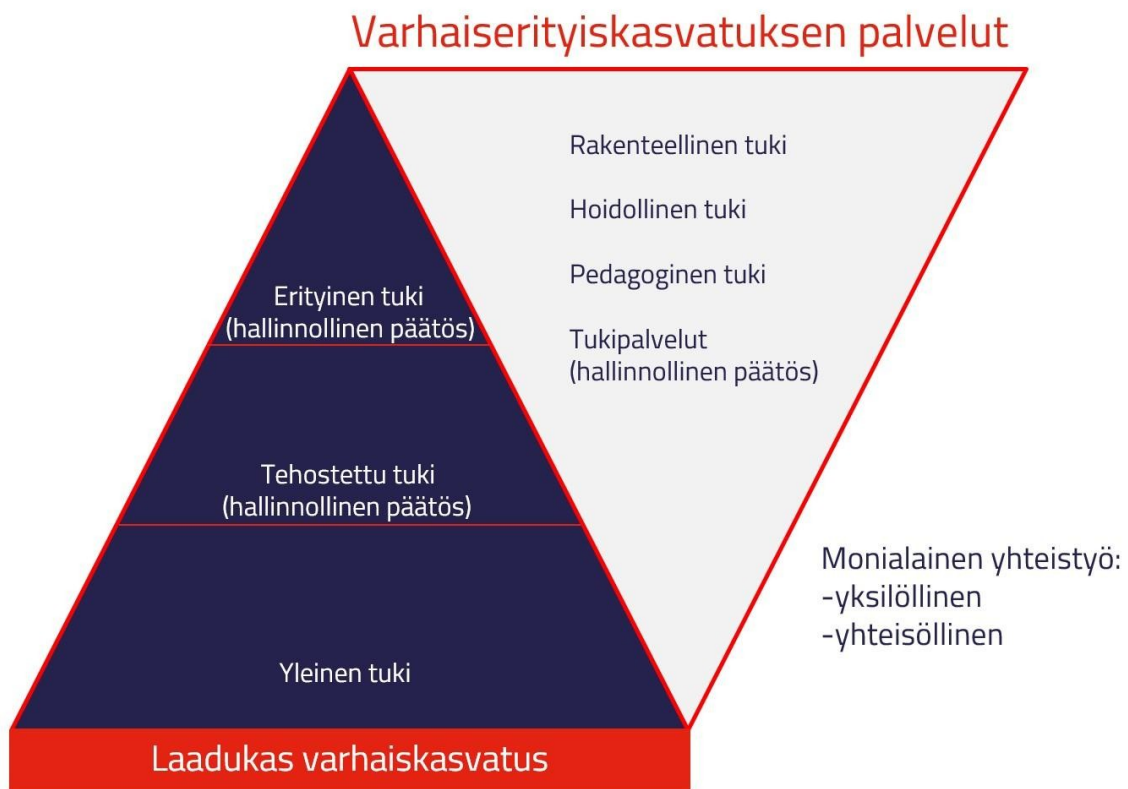 Varhaiserityiskasvatuksen palvelut
Rakenteellinen tuki
Hoidollinen tuki
Pedagoginen tuki
Tukipalvelut
(hallinnollinen päätös)
Erityinen tuki
(hallinnollinen päätös)
Tehostettu tuki
(hallinnollinen päätös)
Yleinen tuki
Monialainen yhteistyö:
-yksilöllinen
-yhteisöllinen
Laadukas varhaiskasvatus